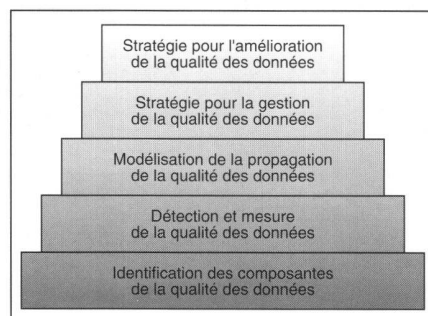 Stratégie pour l'amélioration
de la qualité des données
Stratégie pour la gestion
de la qualité des données
Modélisation de la propagation
de la qualité des données
Détection et mesure
de la qualité des données
Identification des composantes
de la qualité des données